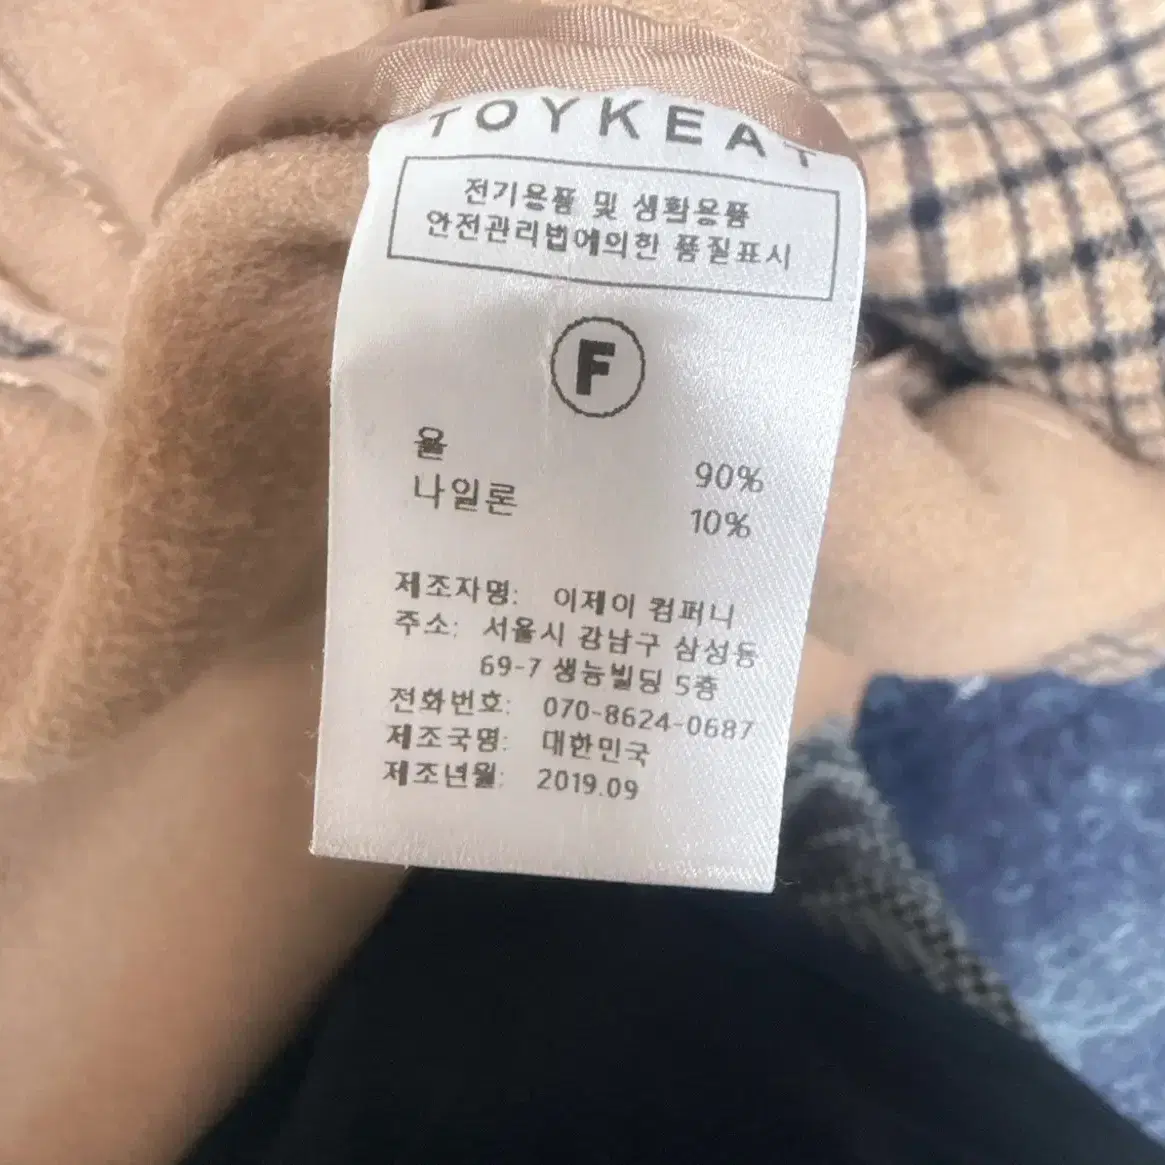 TOYKEAT
전기용품 및 생활용품
안전관리법에의한 품질표시
F
울 90%
나일론 10%
제조자명: 이제이 컴퍼니
주소: 서울시 강남구 삼성동
69-7 생능빌딩 5층
전화번호: 070-8624-0687
제조국명: 대한민국
제조년월: 2019.09